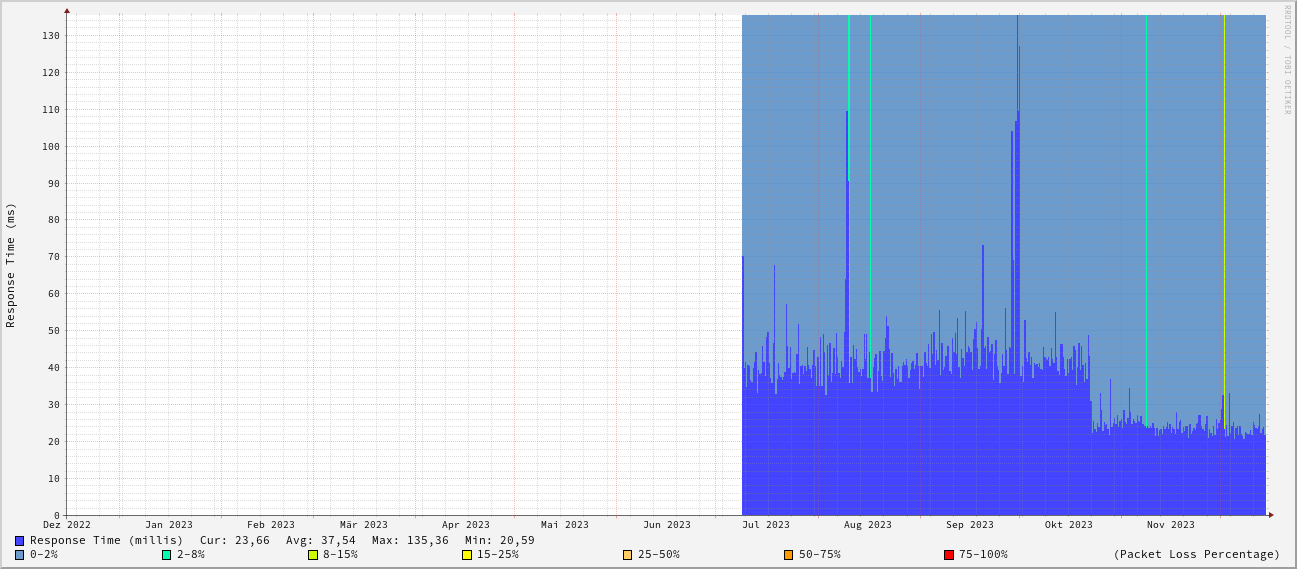 RRDTOOL / TOBI OETIKER
Response Time (ms)
130
120
110
100
90
80
70
60
50
40
30
20
10
0
Dez 2022 Jan 2023 Feb 2023 Mär 2023 Apr 2023 Mai 2023 Jun 2023 Jul 2023 Aug 2023 Sep 2023 Okt 2023 Nov 2023
Response Time (millis) Cur: 23,66 Avg: 37,54 Max: 135,36 Min: 20,59
0-2% 2-8% 8-15% 15-25% 25-50% 50-75% 75-100% (Packet Loss Percentage)